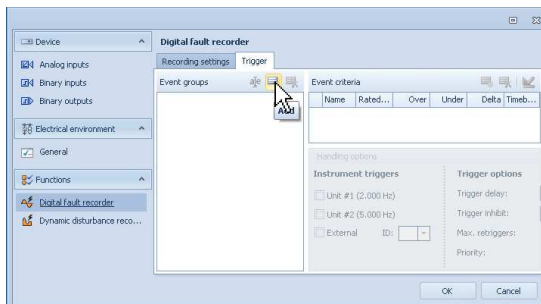 Device
Analog inputs
Binary inputs
Binary outputs
Electrical environment
General
Functions
Digital fault recorder
Dynamic disturbance reco...
Digital fault recorder
Recording settings
Trigger
Event groups
Add
Event criteria
Name Rated... Over Under Delta Timeb...
Handling options
Instrument triggers
Unit #1 (2.000 Hz)
Unit #2 (5.000 Hz)
External ID:
Trigger options
Trigger delay:
Trigger inhibit:
Max. retriggers:
Priority:
OK Cancel